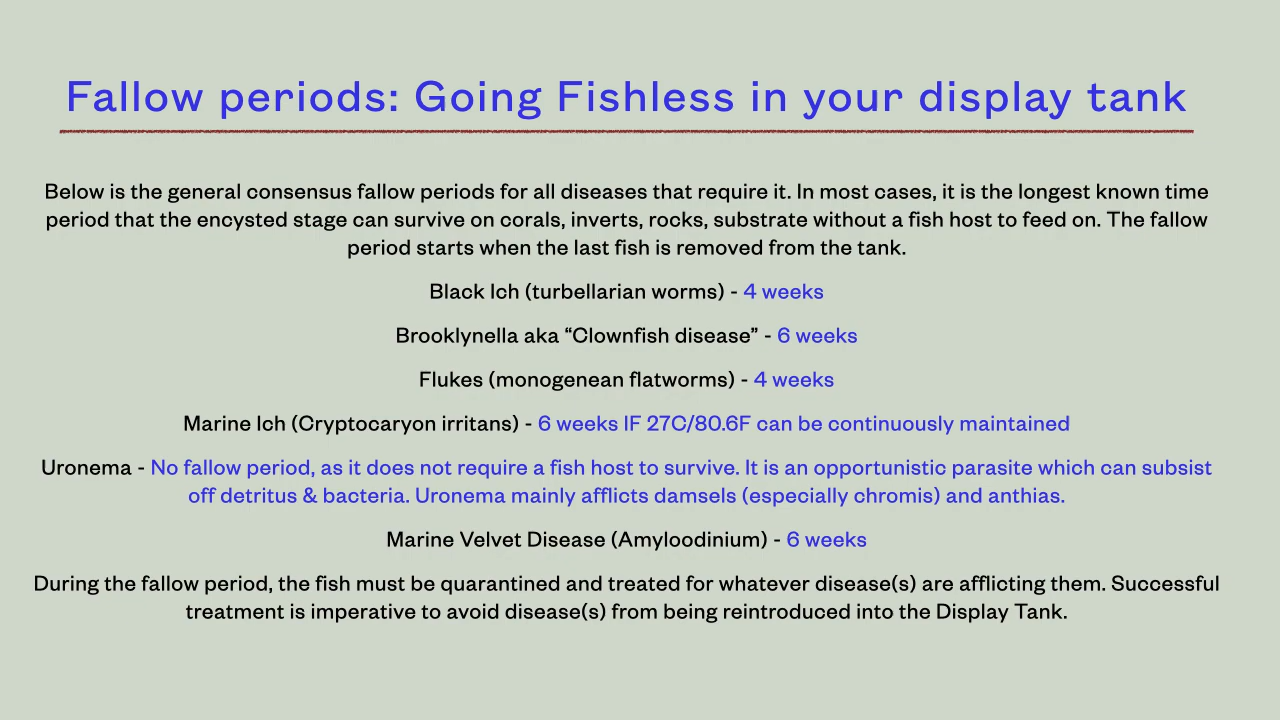 Fallow periods: Going Fishless in your display tank
Below is the general consensus fallow periods for all diseases that require it. In most cases, it is the longest known time
period that the encysted stage can survive on corals, inverts, rocks, substrate without a fish host to feed on. The fallow
period starts when the last fish is removed from the tank.
Black Ich (turbellarian worms) - 4 weeks
Brooklynella aka “Clownfish disease” - 6 weeks
Flukes (monogenean flatworms) - 4 weeks
Marine Ich (Cryptocaryon irritans) - 6 weeks IF 27C/80.6F can be continuously maintained
Uronema - No fallow period, as it does not require a fish host to survive. It is an opportunistic parasite which can subsist
off detritus & bacteria. Uronema mainly afflicts damsels (especially chromis) and anthias.
Marine Velvet Disease (Amyloodinium) - 6 weeks
During the fallow period, the fish must be quarantined and treated for whatever disease(s) are afflicting them. Successful
treatment is imperative to avoid disease(s) from being reintroduced into the Display Tank.